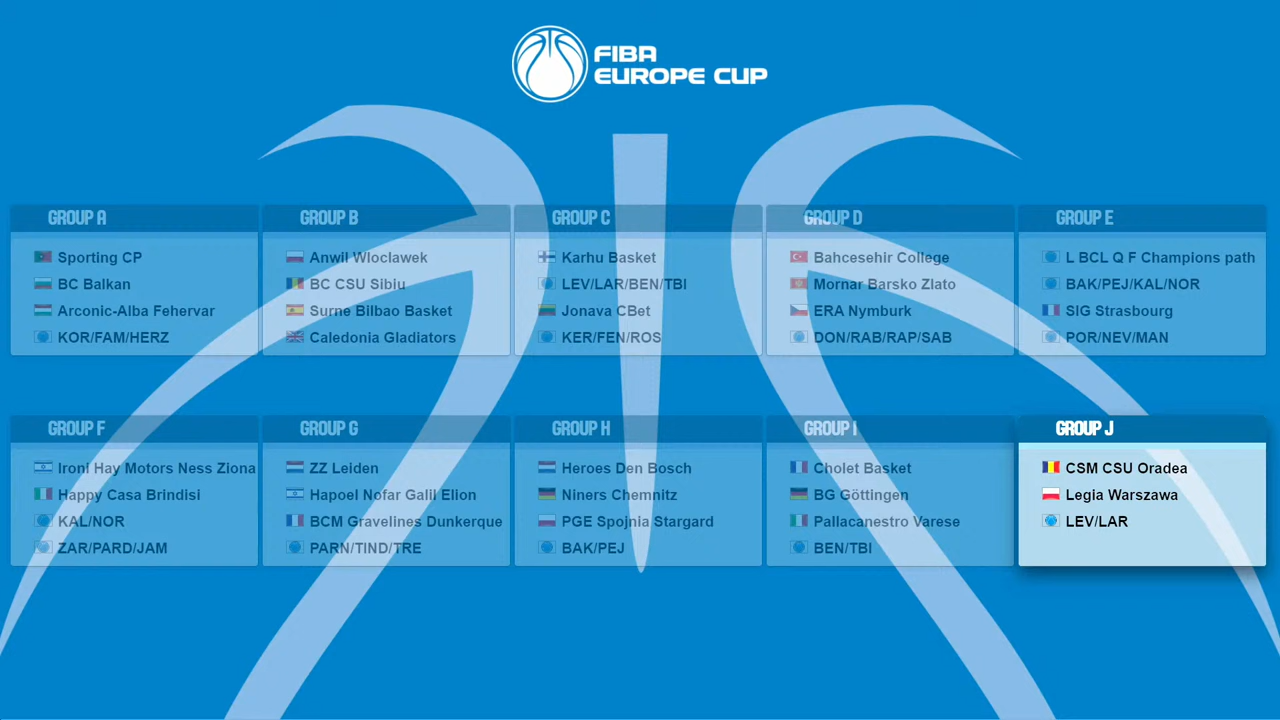 FIBA
EUROPE CUP
GROUP A
Sporting CP
BC Balkan
Arconic-Alba Fehervar
KOR/FAM/HERZ
GROUP B
Anwil Wloclawek
BC CSU Sibiu
Surne Bilbao Basket
Caledonia Gladiators
GROUP C
Karhu Basket
LEV/LAR/BEN/TBI
Jonava CBet
KER/FEN/ROS
GROUP D
Bahcesehir College
Mornar Barsko Zlato
ERA Nymburk
DON/RAB/RAP/SAB
GROUP E
L BCL Q F Champions path
BAK/PEJ/KAL/NOR
SIG Strasbourg
POR/NEV/MAN
GROUP F
Ironi Hay Motors Ness Ziona
Happy Casa Brindisi
KAL/NOR
ZAR/PARD/JAM
GROUP G
ZZ Leiden
Hapoel Nofar Galil Elion
BCM Gravelines Dunkerque
PARN/TIND/TRE
GROUP H
Heroes Den Bosch
Niners Chemnitz
PGE Spojnia Stargard
BAK/PEJ
GROUP I
Cholet Basket
BG Göttingen
Pallacanestro Varese
BEN/TBI
GROUP J
CSM CSU Oradea
Legia Warszawa
LEV/LAR